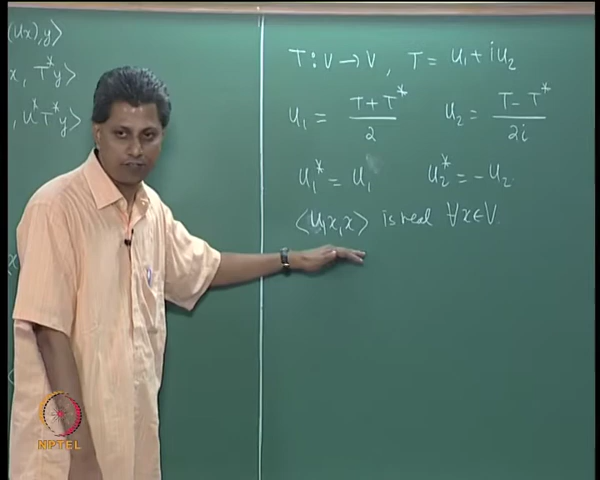 (Ux), y⟩
x, T*y⟩
, U*T*y⟩
T : V → V , T = U₁ + iU₂
U₁ = (T + T*)/2 U₂ = (T - T*)/2i
U₁* = U₁ U₂* = -U₂
⟨U₁x, x⟩ is real ∀x∈V
NPTEL